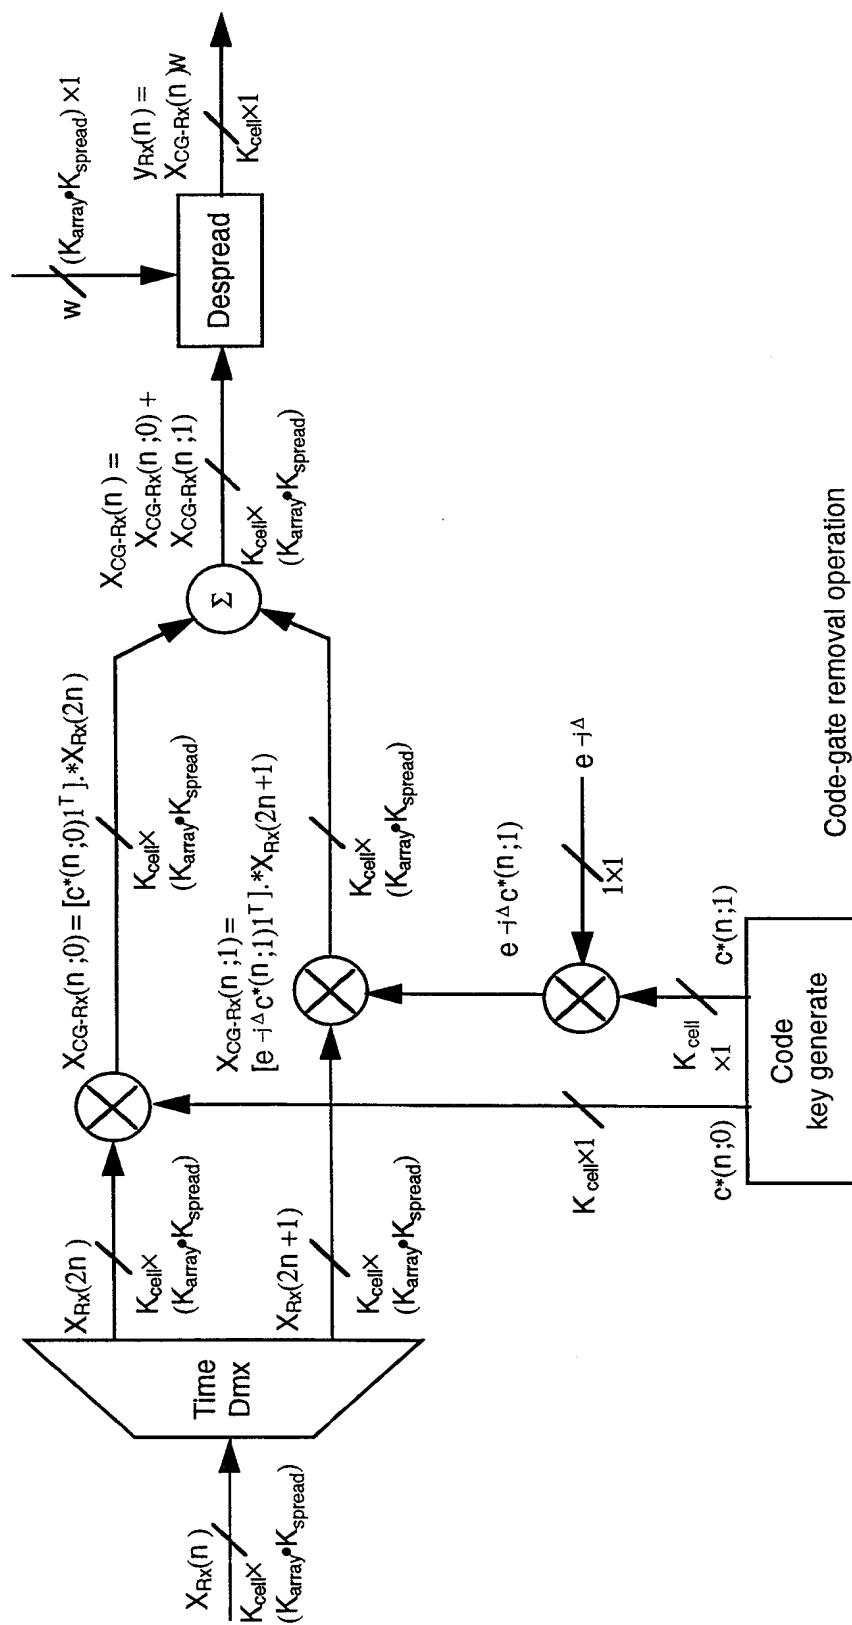 X_Rx(n)
K_cell×
(K_array•K_spread)
Time
Dmx
X_Rx(2n)
K_cell×
(K_array•K_spread)
X_Rx(2n+1)
K_cell×
(K_array•K_spread)
X_CG-Rx(n;0) = [c*(n;0)1^T].*X_Rx(2n)
K_cell×
(K_array•K_spread)
X_CG-Rx(n;1)=
[e^-jΔ c*(n;1)1^T].*X_Rx(2n+1)
K_cell×
(K_array•K_spread)
Σ
X_CG-Rx(n) =
X_CG-Rx(n;0) +
X_CG-Rx(n;1)
K_cell×
(K_array•K_spread)
w
(K_array•K_spread)×1
Despread
y_Rx(n) =
X_CG-Rx(n)w
K_cell×1
K_cell×1
e^-jΔ c*(n;1)
e^-jΔ
1×1
K_cell
×1
c*(n;0)
c*(n;1)
Code
key generate
Code-gate removal operation